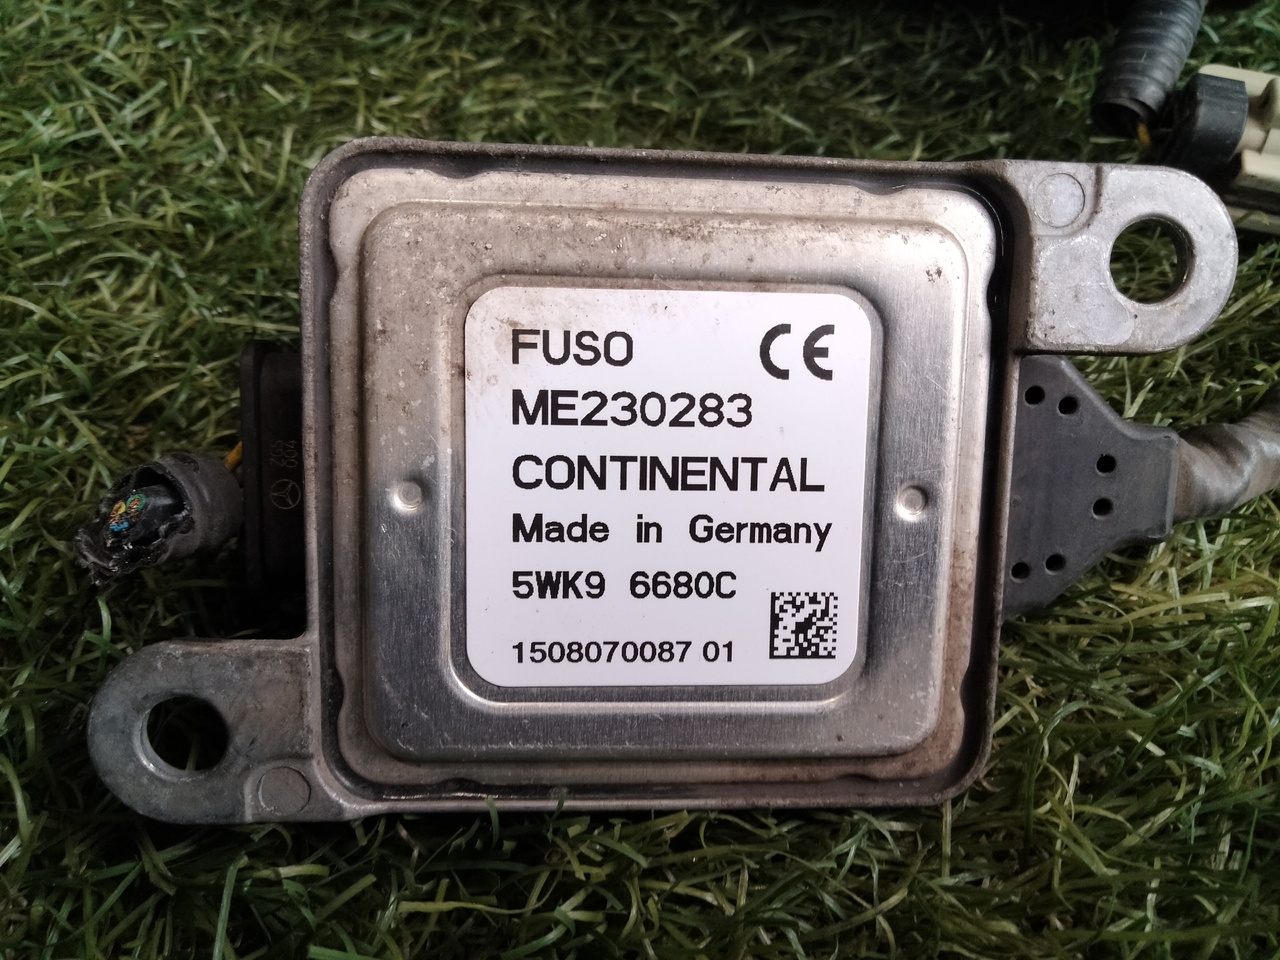 FUSO CE
ME230283
CONTINENTAL
Made in Germany
5WK9 6680C
1508070087 01